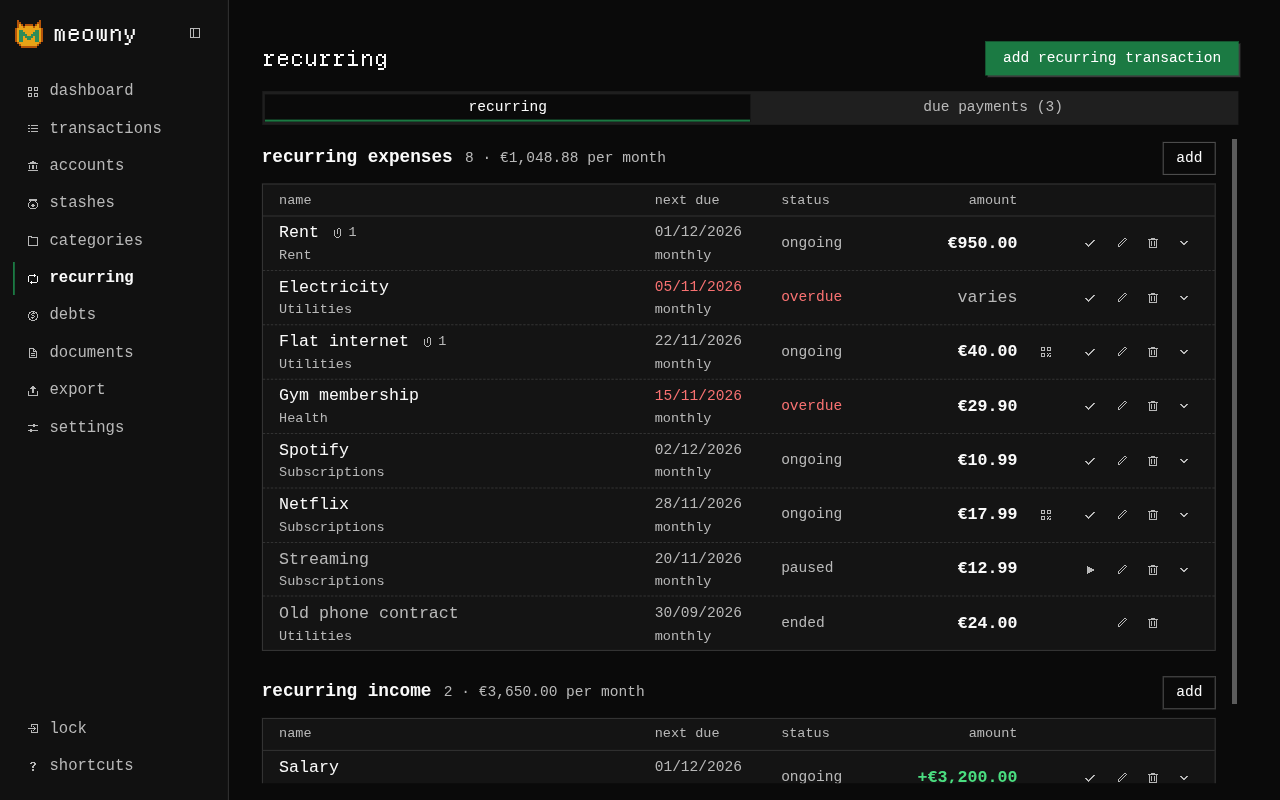 meowny
dashboard
transactions
accounts
stashes
categories
recurring
debts
documents
export
settings
lock
? shortcuts
recurring
add recurring transaction
recurring due payments (3)
recurring expenses 8 · €1,048.88 per month add
name next due status amount
Rent 1 01/12/2026 ongoing €950.00
Rent monthly
Electricity 05/11/2026 overdue varies
Utilities monthly
Flat internet 1 22/11/2026 ongoing €40.00
Utilities monthly
Gym membership 15/11/2026 overdue €29.90
Health monthly
Spotify 02/12/2026 ongoing €10.99
Subscriptions monthly
Netflix 28/11/2026 ongoing €17.99
Subscriptions monthly
Streaming 20/11/2026 paused €12.99
Subscriptions monthly
Old phone contract 30/09/2026 ended €24.00
Utilities monthly
recurring income 2 · €3,650.00 per month add
name next due status amount
Salary 01/12/2026 ongoing +€3,200.00